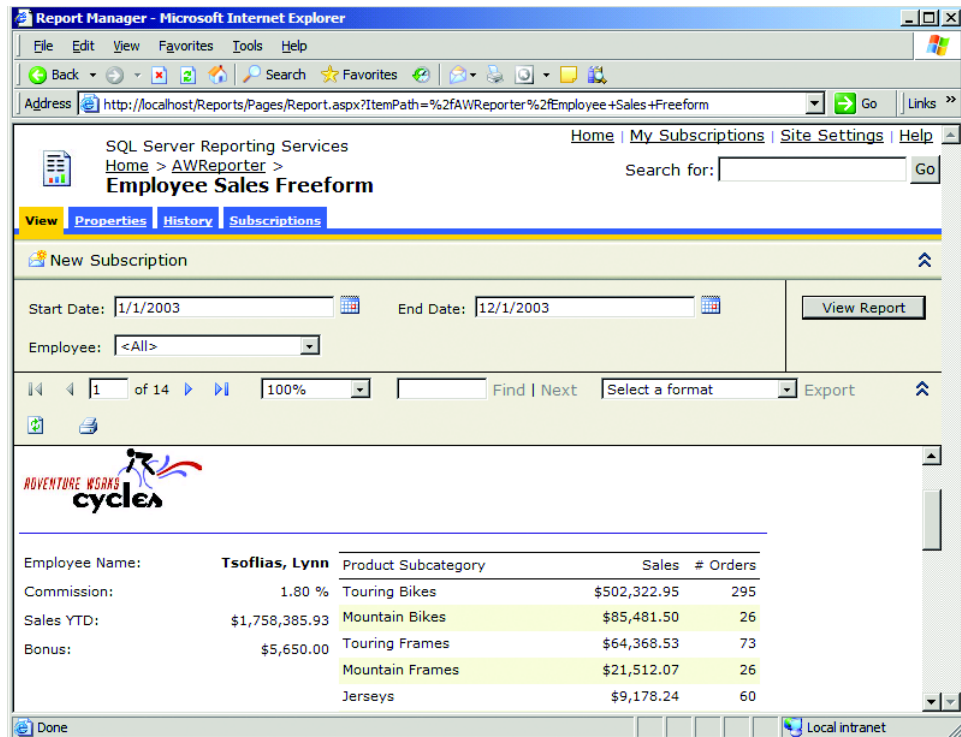 Report Manager - Microsoft Internet Explorer
File Edit View Favorites Tools Help
Back Search Favorites
Address http://localhost/Reports/Pages/Report.aspx?ItemPath=%2fAWReporter%2fEmployee+Sales+Freeform Go Links »
Home | My Subscriptions | Site Settings | Help
SQL Server Reporting Services
Home > AWReporter >
Employee Sales Freeform
Search for: Go
View Properties History Subscriptions
New Subscription
Start Date: 1/1/2003 End Date: 12/1/2003 View Report
Employee: <All>
1 of 14 100% Find | Next Select a format Export
ADVENTURE WORKS
cycles
Employee Name: Tsoflias, Lynn Product Subcategory Sales # Orders
Commission: 1.80 % Touring Bikes $502,322.95 295
Sales YTD: $1,758,385.93 Mountain Bikes $85,481.50 26
Bonus: $5,650.00 Touring Frames $64,368.53 73
Mountain Frames $21,512.07 26
Jerseys $9,178.24 60
Done Local intranet